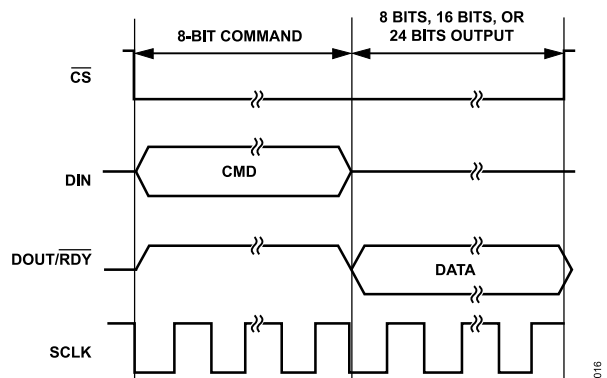 8-BIT COMMAND
8 BITS, 16 BITS, OR
24 BITS OUTPUT
CS
DIN
CMD
DOUT/RDY
DATA
SCLK
016